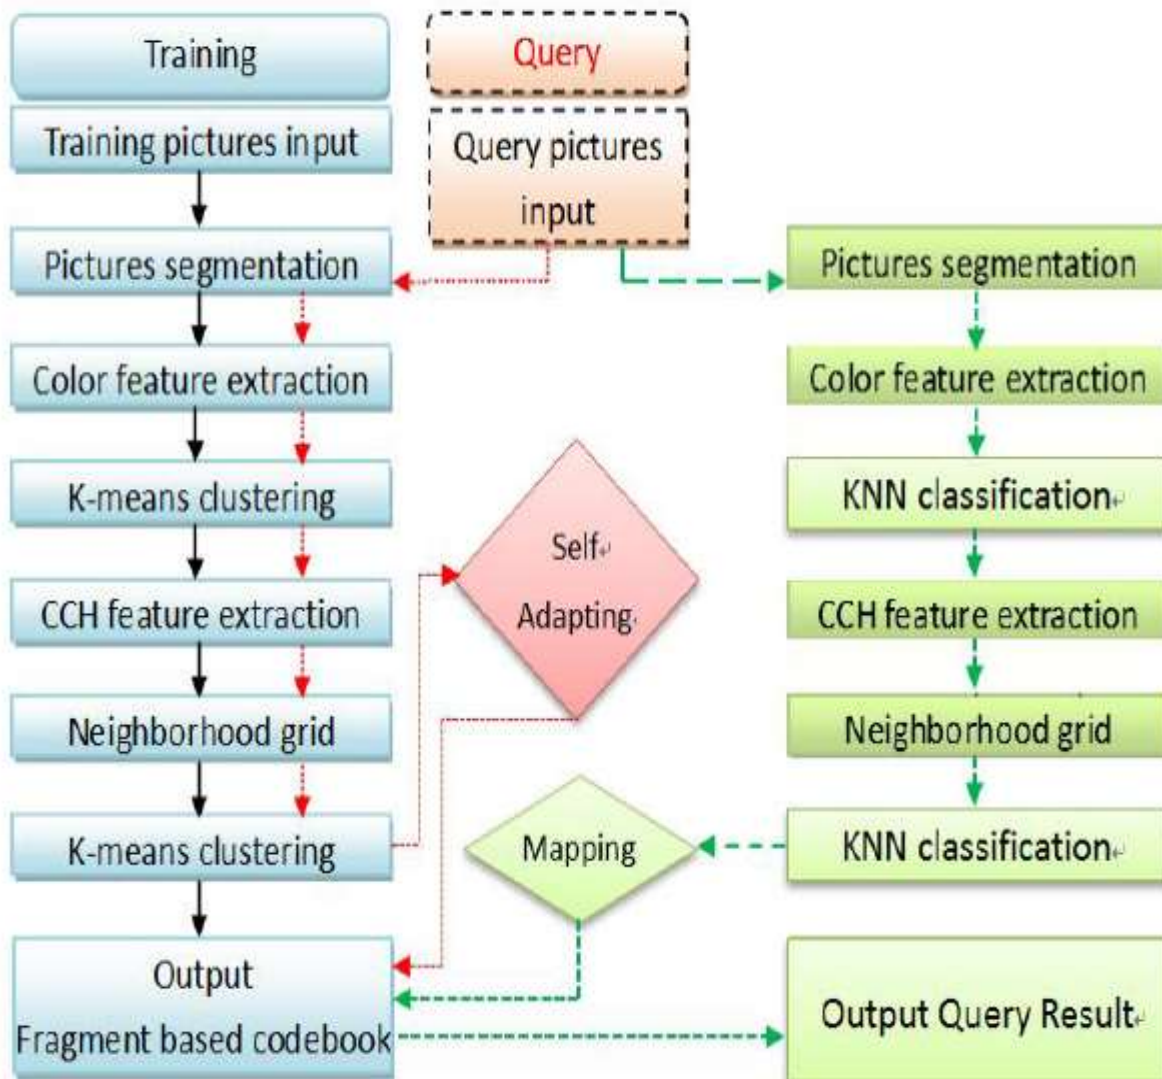 Training
Training pictures input
Pictures segmentation
Color feature extraction
K-means clustering
CCH feature extraction
Neighborhood grid
K-means clustering
Output
Fragment based codebook
Query
Query pictures
input
Self
Adapting
Mapping
Pictures segmentation
Color feature extraction
KNN classification
CCH feature extraction
Neighborhood grid
KNN classification
Output Query Result